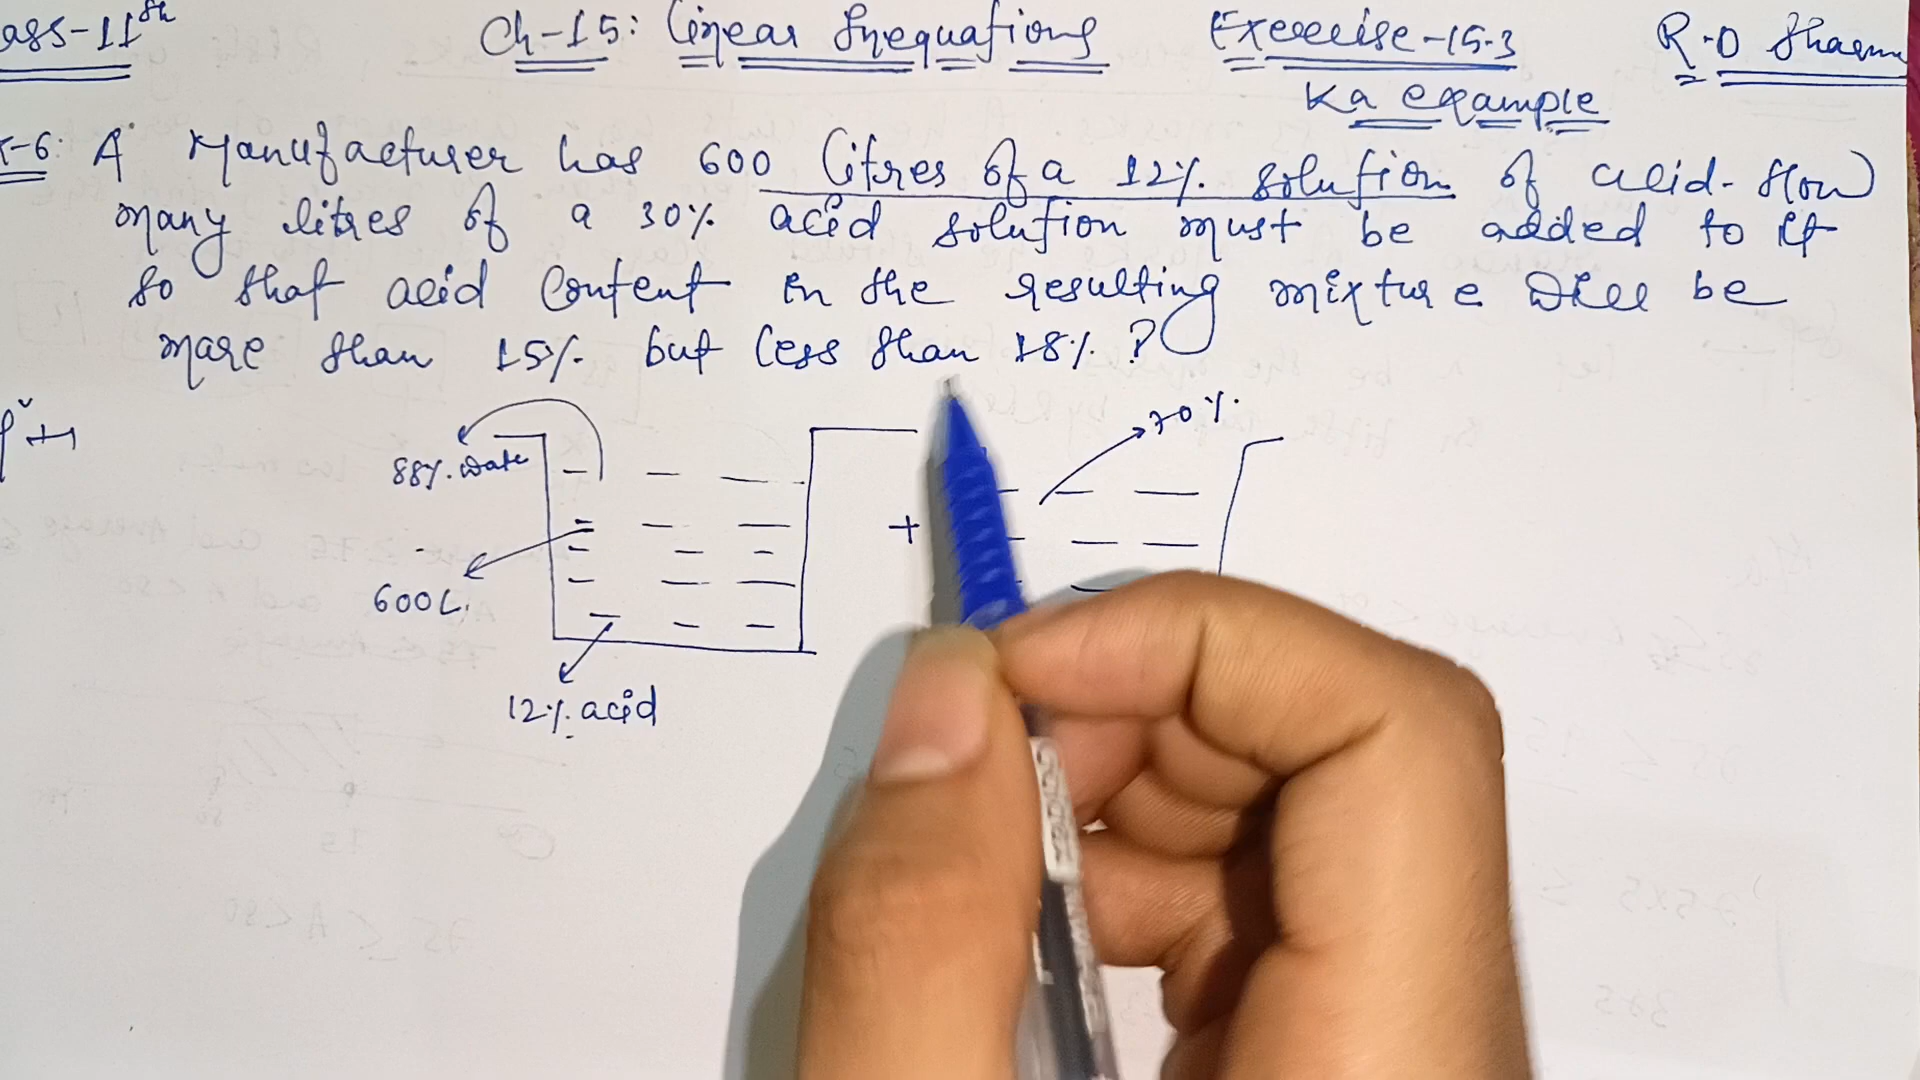 ass-11th Ch-15: Linear Inequations Exercise-15.3 R.D Sharma
Ka example
-6: A Manufacturer has 600 litres of a 12% solution of acid. How
many litres of a 30% acid solution must be added to it
so that acid content in the resulting mixture will be
more than 15% but less than 18% ?
30%
88% wate
+
600L.
12% acid